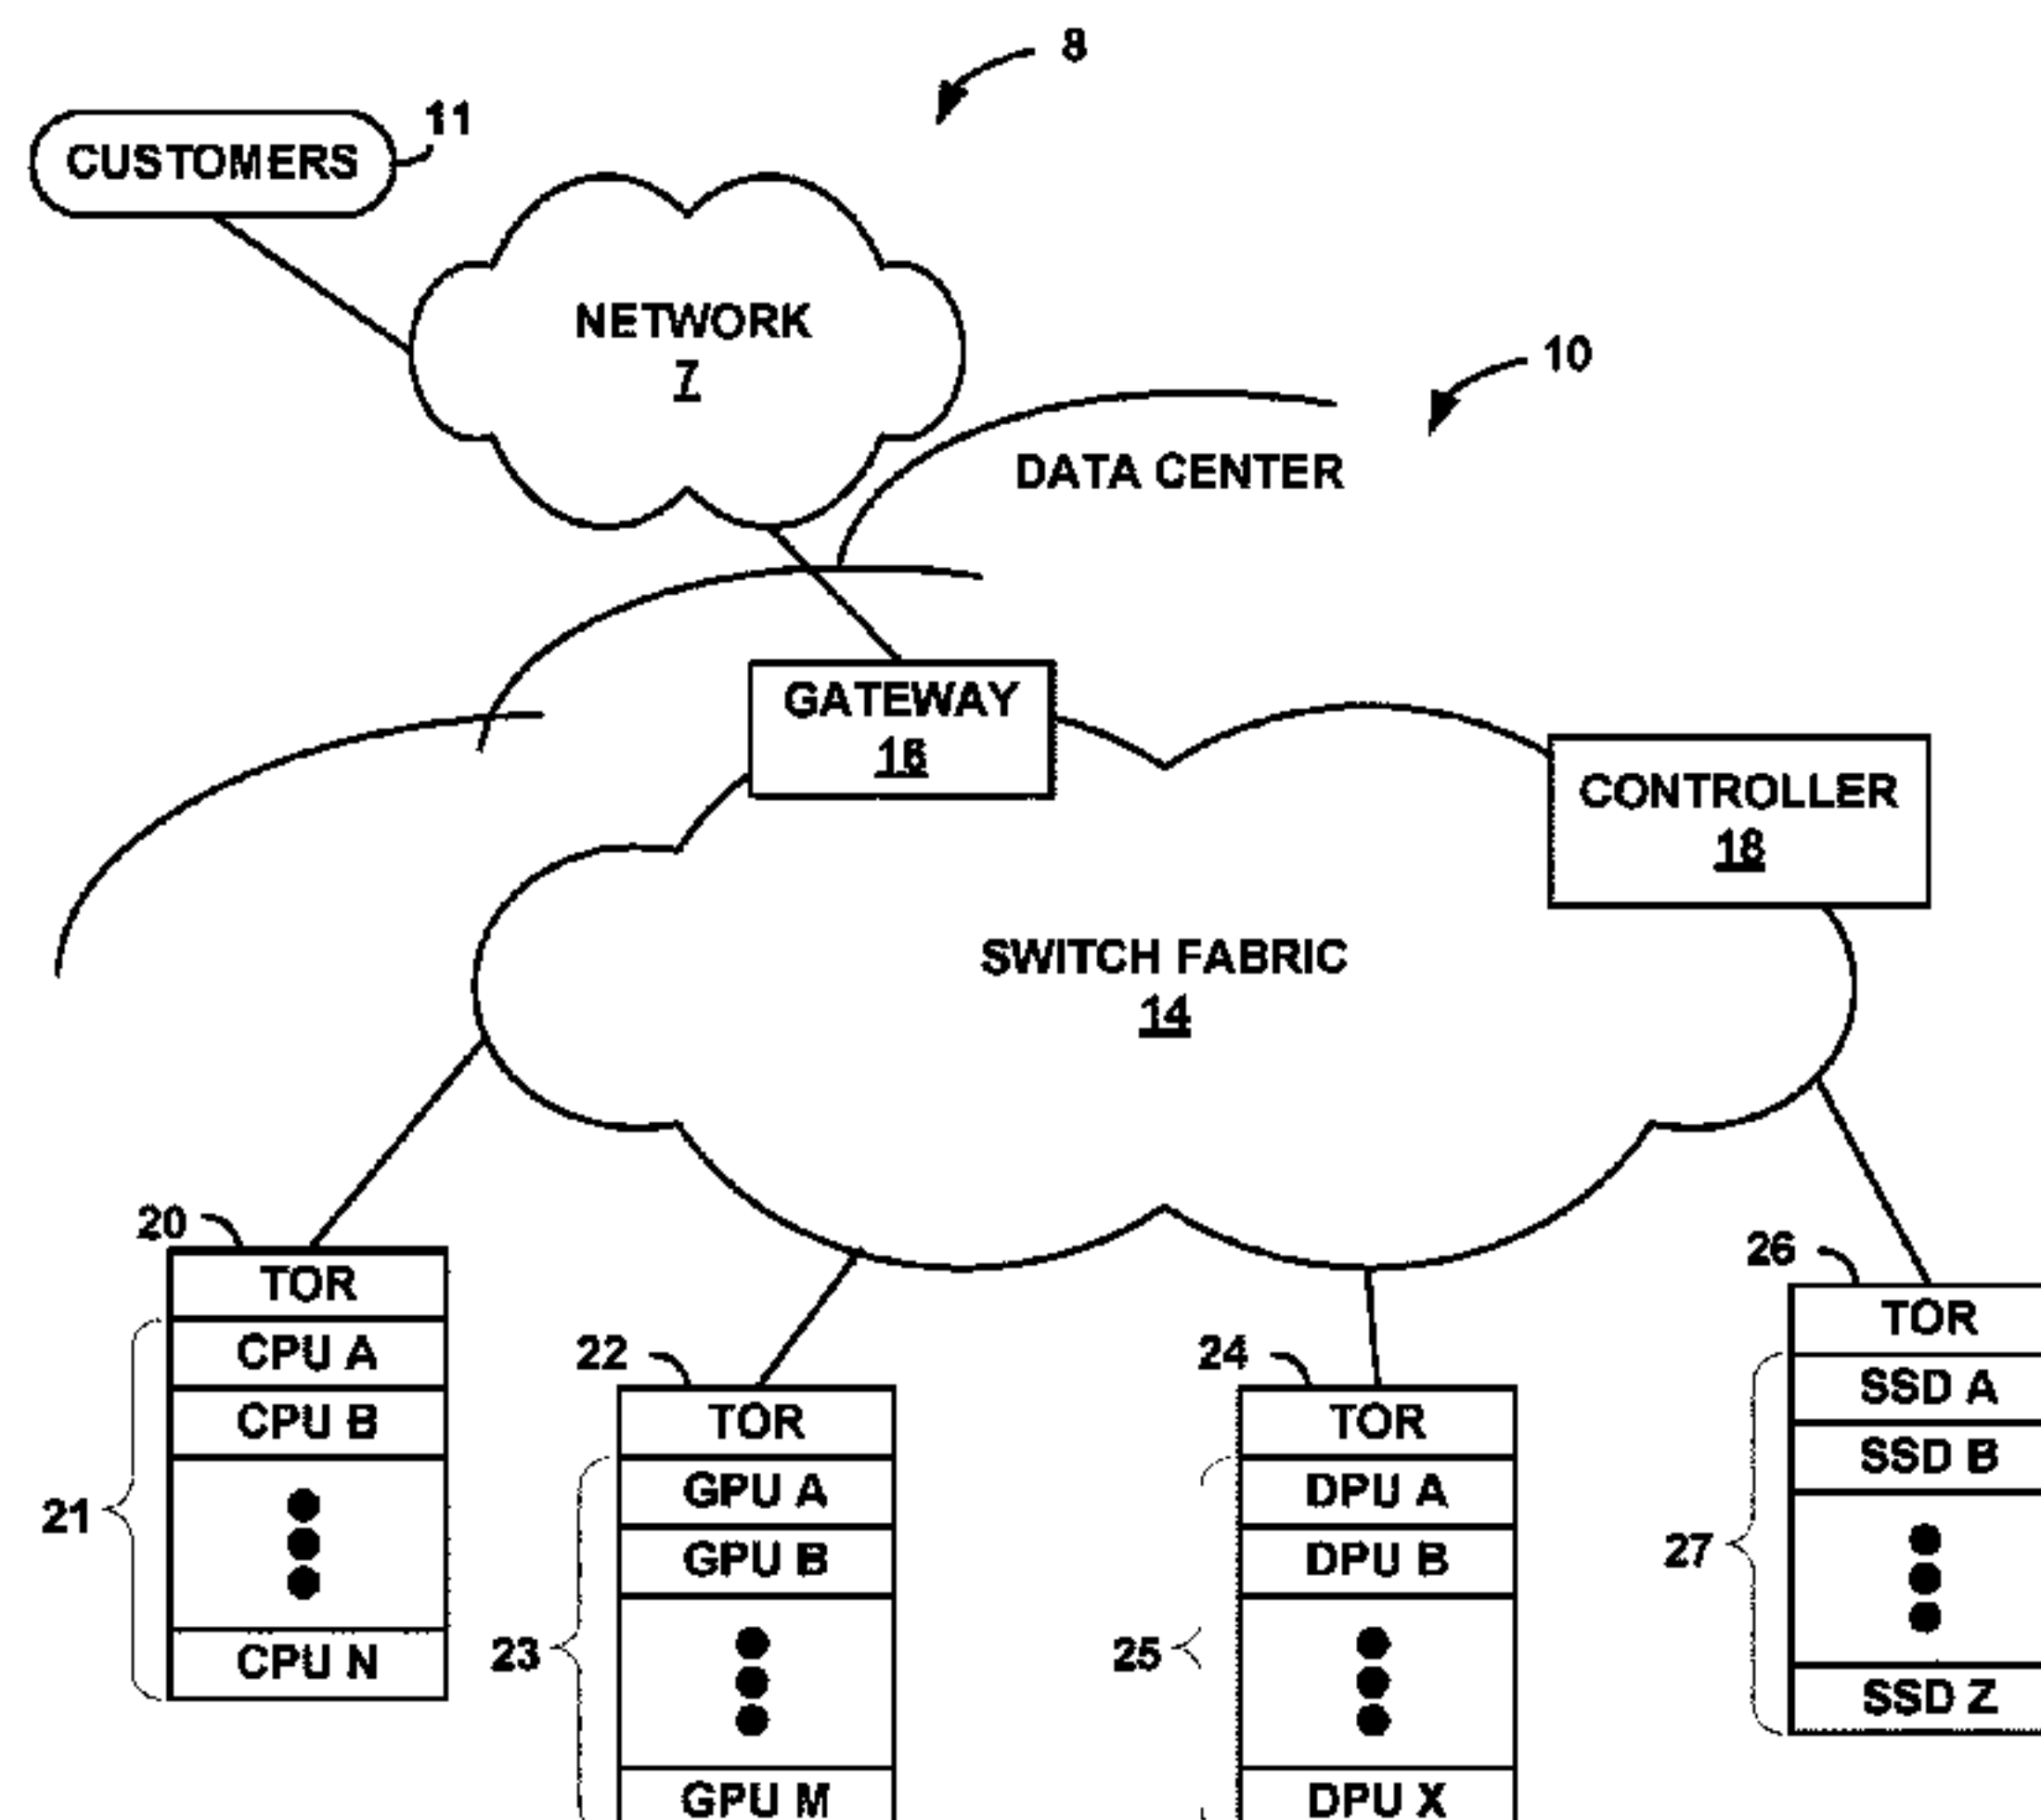 8
11
CUSTOMERS
NETWORK
7
10
DATA CENTER
GATEWAY
16
CONTROLLER
18
SWITCH FABRIC
14
20
TOR
CPU A
CPU B
21
CPU N
22
TOR
GPU A
GPU B
23
GPU M
24
TOR
DPU A
DPU B
25
DPU X
26
TOR
SSD A
SSD B
27
SSD Z